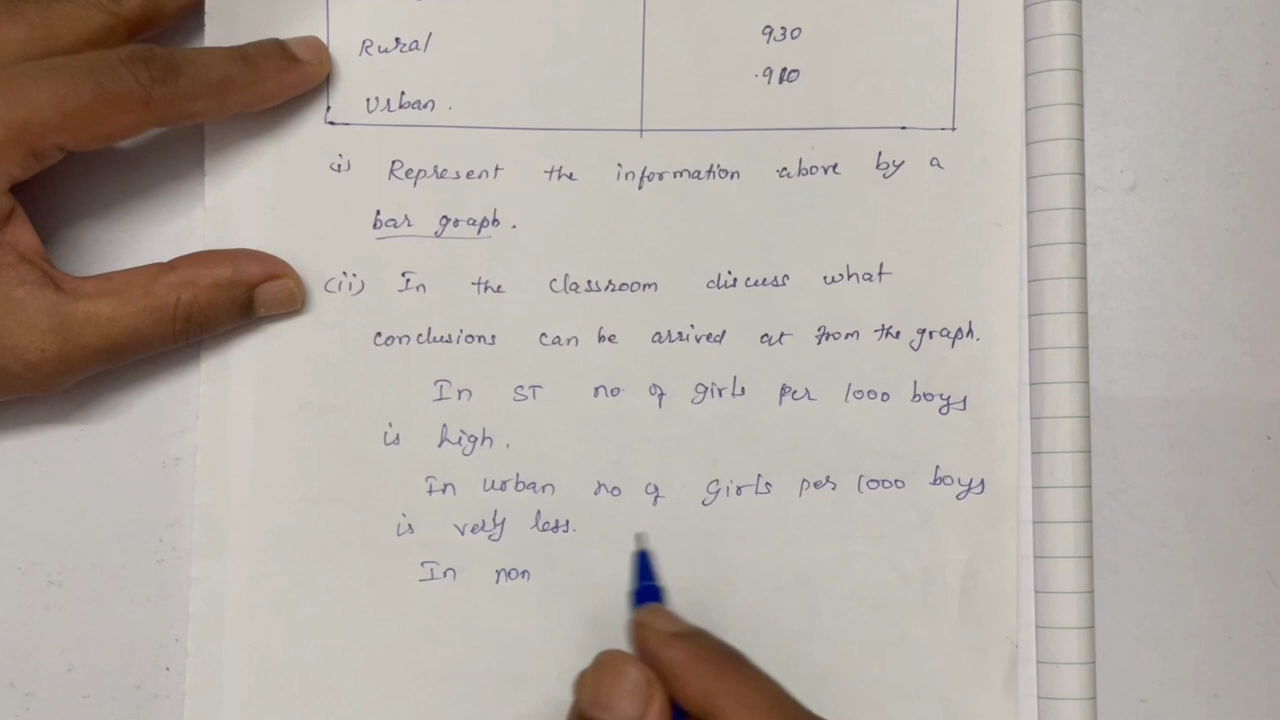 Rural 930
Urban. 910
(i) Represent the information above by a
bar graph.
(ii) In the classroom discuss what
conclusions can be arrived at from the graph.
In ST no of girls per 1000 boys
is high.
In urban no of girls per 1000 boys
is very less.
In non